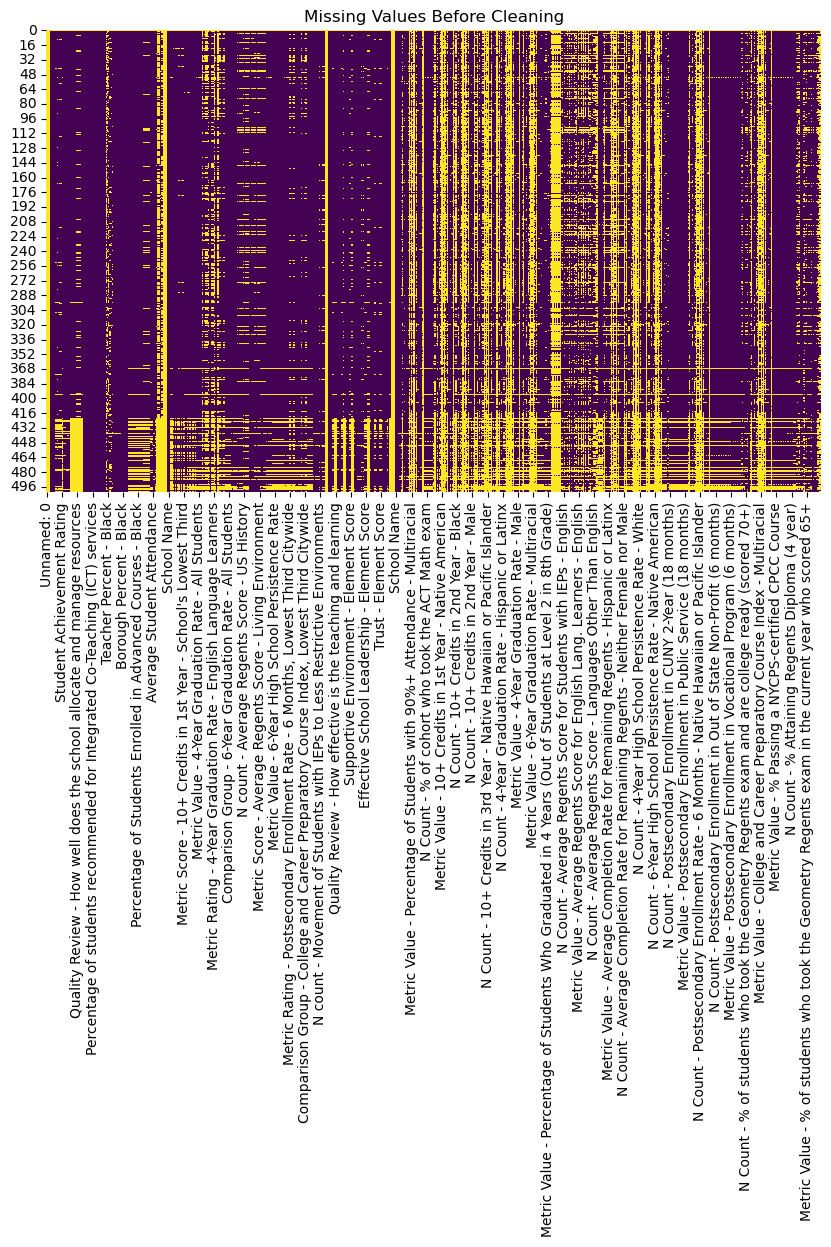 Missing Values Before Cleaning
0
16
32
48
64
80
96
112
128
144
160
176
192
208
224
240
256
272
288
304
320
336
352
368
384
400
416
432
448
464
480
496
Unnamed: 0
Student Achievement Rating
Quality Review - How well does the school allocate and manage resources
Percentage of students recommended for Integrated Co-Teaching (ICT) services
Teacher Percent - Black
Borough Percent - Black
Percentage of Students Enrolled in Advanced Courses - Black
Average Student Attendance
School Name
Metric Score - 10+ Credits in 1st Year - School's Lowest Third
Metric Value - 4-Year Graduation Rate - All Students
Metric Rating - 4-Year Graduation Rate - English Language Learners
Comparison Group - 6-Year Graduation Rate - All Students
N count - Average Regents Score - US History
Metric Score - Average Regents Score - Living Environment
Metric Value - 6-Year High School Persistence Rate
Metric Rating - Postsecondary Enrollment Rate - 6 Months, Lowest Third Citywide
Comparison Group - College and Career Preparatory Course Index, Lowest Third Citywide
N count - Movement of Students with IEPs to Less Restrictive Environments
Quality Review - How effective is the teaching and learning
Supportive Environment - Element Score
Effective School Leadership - Element Score
Trust - Element Score
School Name
Metric Value - Percentage of Students with 90%+ Attendance - Multiracial
N Count - % of cohort who took the ACT Math exam
Metric Value - 10+ Credits in 1st Year - Native American
N Count - 10+ Credits in 2nd Year - Black
N Count - 10+ Credits in 2nd Year - Male
N Count - 10+ Credits in 3rd Year - Native Hawaiian or Pacific Islander
N Count - 4-Year Graduation Rate - Hispanic or Latinx
Metric Value - 4-Year Graduation Rate - Male
Metric Value - 6-Year Graduation Rate - Multiracial
Metric Value - Percentage of Students Who Graduated in 4 Years (Out of Students at Level 2 in 8th Grade)
N Count - Average Regents Score for Students with IEPs - English
Metric Value - Average Regents Score for English Lang. Learners - English
N Count - Average Regents Score - Languages Other Than English
Metric Value - Average Completion Rate for Remaining Regents - Hispanic or Latinx
N Count - Average Completion Rate for Remaining Regents - Neither Female nor Male
N Count - 4-Year High School Persistence Rate - White
N Count - 6-Year High School Persistence Rate - Native American
N Count - Postsecondary Enrollment in CUNY 2-Year (18 months)
Metric Value - Postsecondary Enrollment in Public Service (18 months)
N Count - Postsecondary Enrollment Rate - 6 Months - Native Hawaiian or Pacific Islander
N Count - Postsecondary Enrollment in Out of State Non-Profit (6 months)
Metric Value - Postsecondary Enrollment in Vocational Program (6 months)
N Count - % of students who took the Geometry Regents exam and are college ready (scored 70+)
Metric Value - College and Career Preparatory Course Index - Multiracial
Metric Value - % Passing a NYCPS-certified CPCC Course
N Count - % Attaining Regents Diploma (4 year)
Metric Value - % of students who took the Geometry Regents exam in the current year who scored 65+